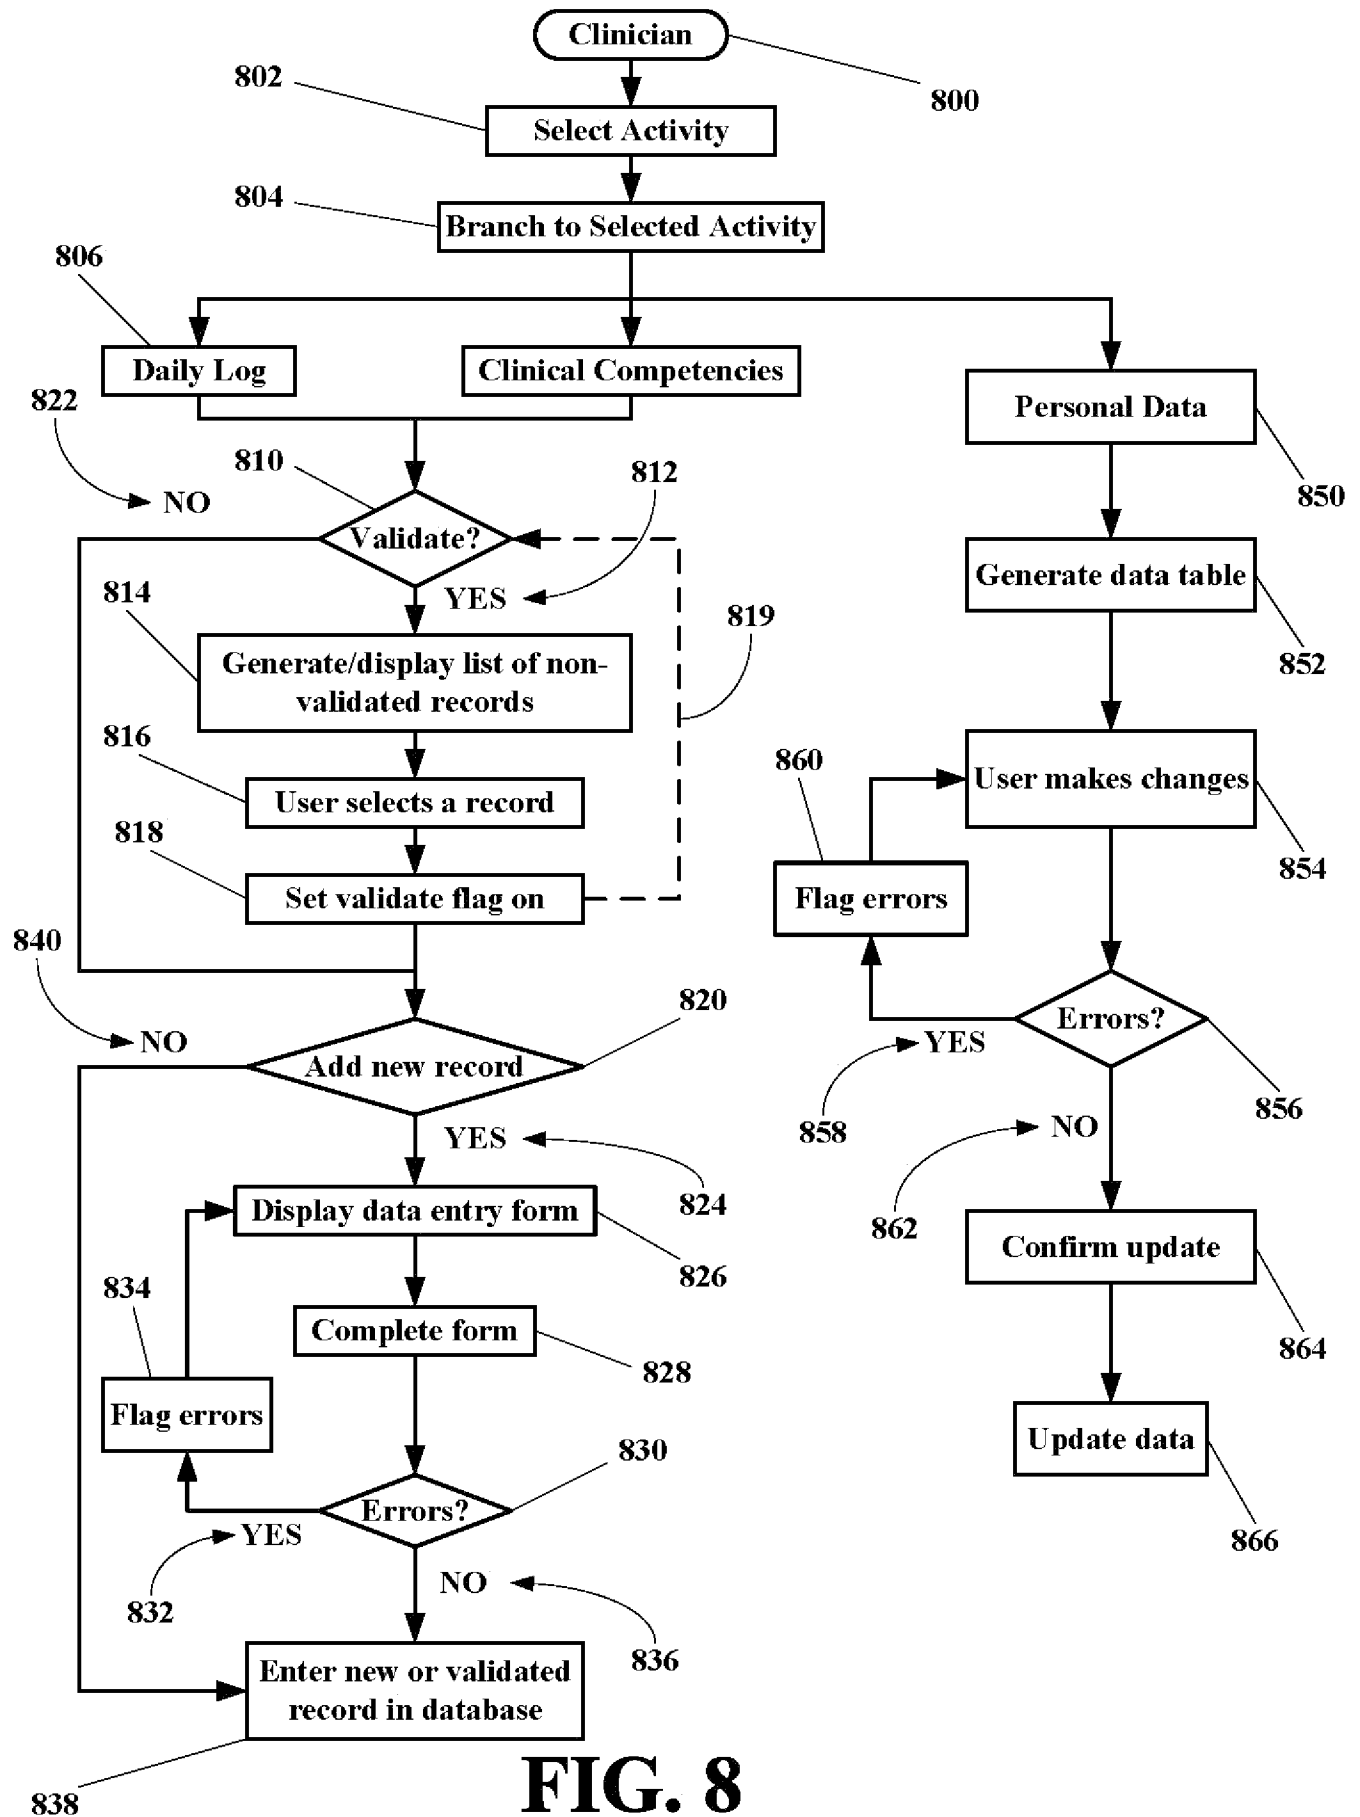 Clinician
802
800
Select Activity
804
Branch to Selected Activity
806
Daily Log
Clinical Competencies
822
Personal Data
810
812
850
NO
Validate?
Generate data table
814
YES
819
852
Generate/display list of non-
validated records
816
860
User makes changes
User selects a record
818
854
Set validate flag on
Flag errors
840
820
NO
Errors?
YES
Add new record
856
858
NO
YES
824
862
Display data entry form
Confirm update
826
834
Complete form
864
828
Flag errors
Update data
830
Errors?
YES
866
NO
832
836
Enter new or validated
record in database
838
FIG. 8